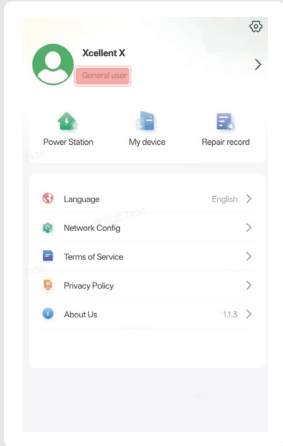 Xcellent X
General user
Power Station
My device
Repair record
Language English
Network Config
Terms of Service
Privacy Policy
About Us 1.1.3